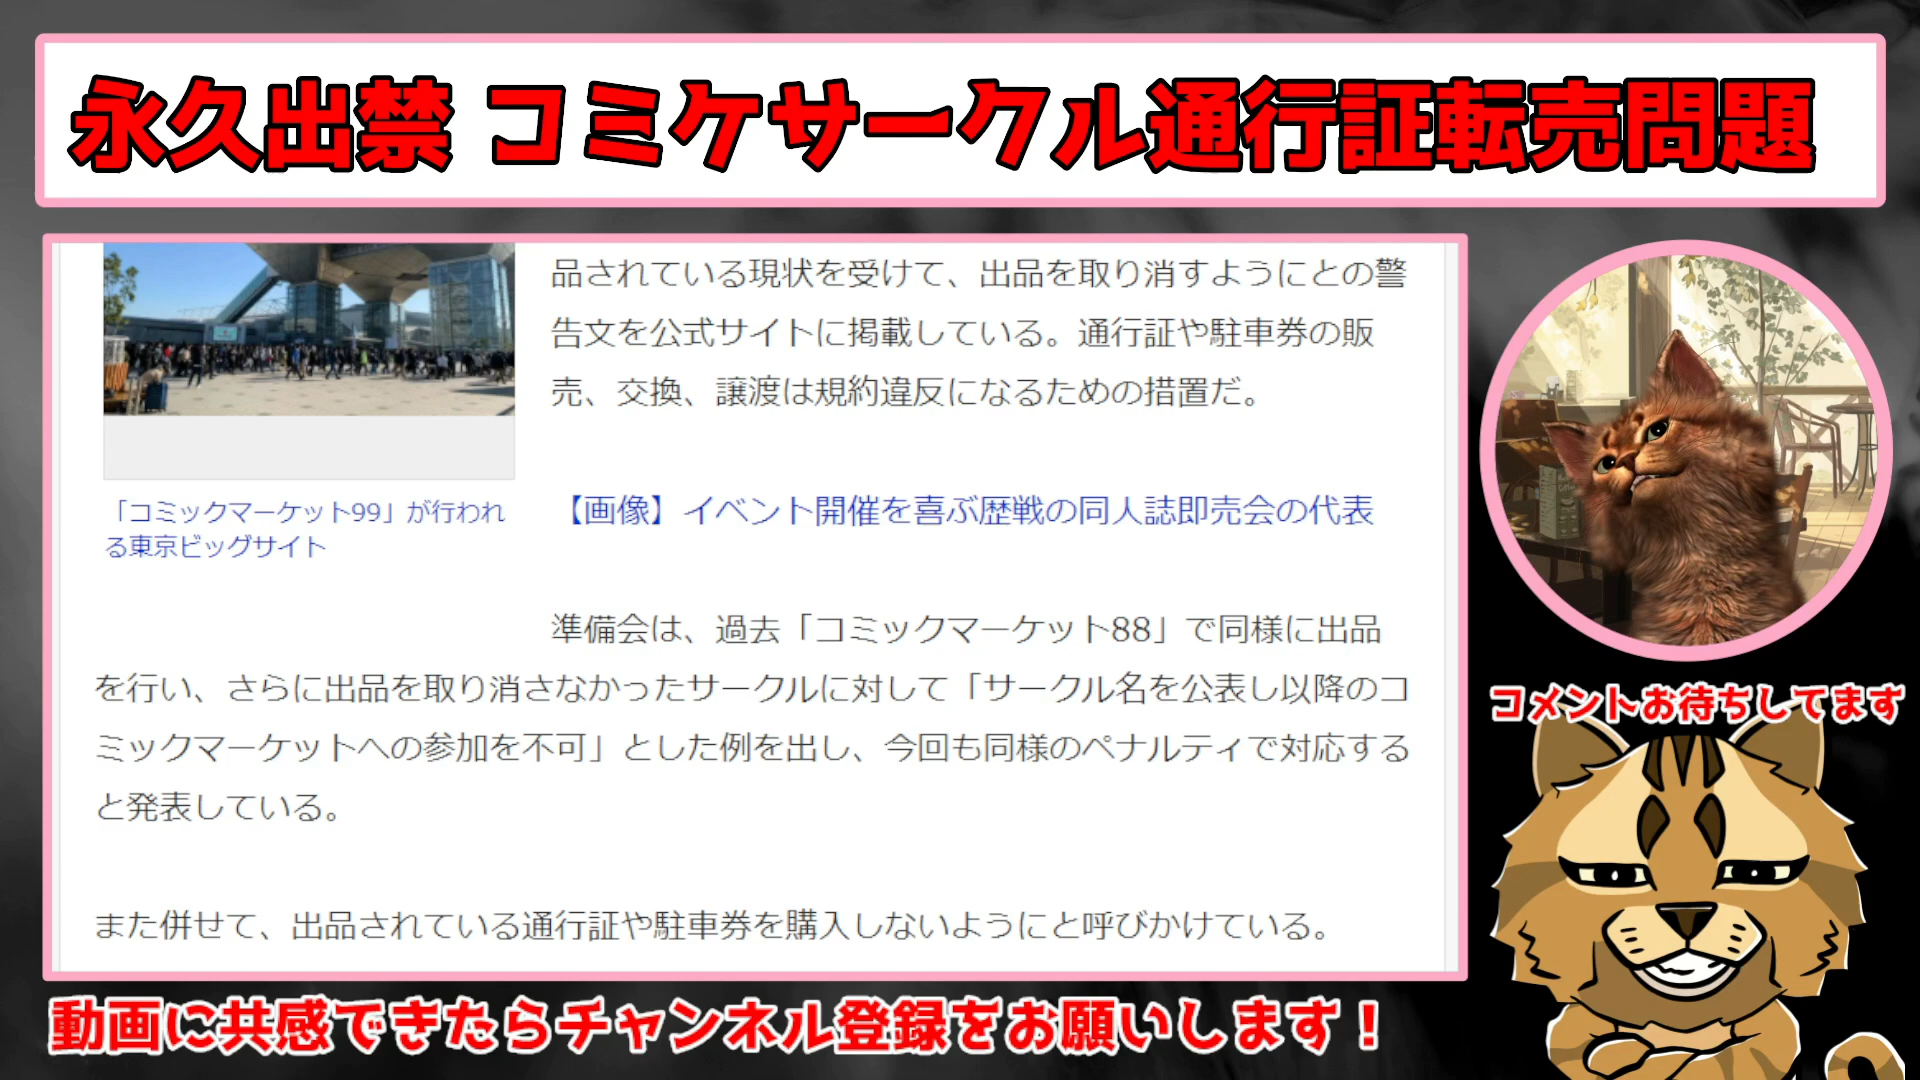 永久出禁 コミケサークル通行証転売問題
品されている現状を受けて、出品を取り消すようにとの警
告文を公式サイトに掲載している。通行証や駐車券の販
売、交換、譲渡は規約違反になるための措置だ。
「コミックマーケット99」が行われ
る東京ビッグサイト
【画像】イベント開催を喜ぶ歴戦の同人誌即売会の代表
準備会は、過去「コミックマーケット88」で同様に出品
を行い、さらに出品を取り消さなかったサークルに対して「サークル名を公表し以降のコ
ミックマーケットへの参加を不可」とした例を出し、今回も同様のペナルティで対応する
と発表している。
また併せて、出品されている通行証や駐車券を購入しないようにと呼びかけている。
コメントお待ちしてます
動画に共感できたらチャンネル登録をお願いします！